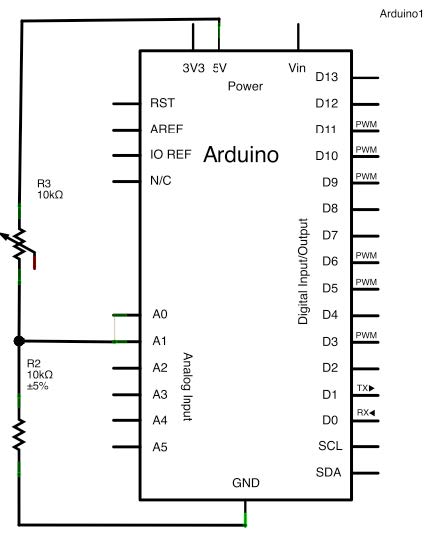 Arduino1
3V3 5V Vin
Power
RST
AREF
IO REF
N/C
Arduino
D13
D12
D11 PWM
D10 PWM
D9 PWM
D8
D7
D6 PWM
D5 PWM
D4
D3 PWM
D2
D1 TX▶
D0 RX◀
SCL
SDA
Digital Input/Output
R3
10kΩ
A0
A1
A2
A3
A4
A5
Analog Input
R2
10kΩ
±5%
GND